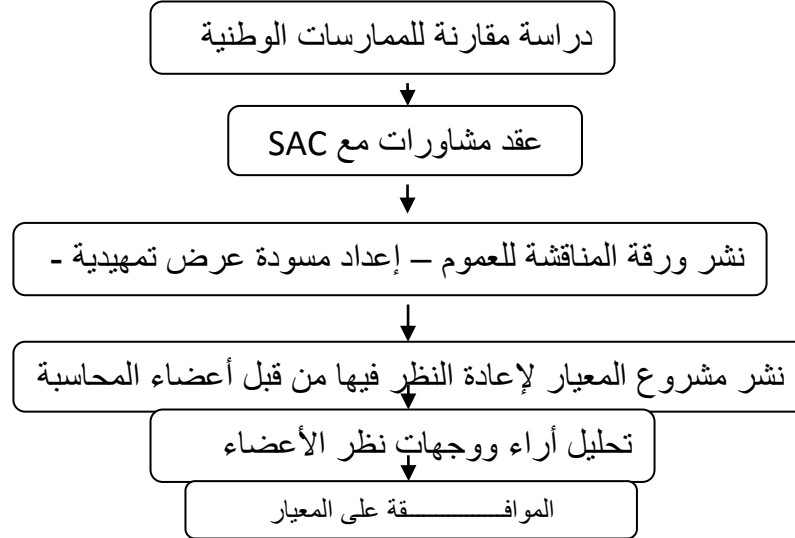 دراسة مقارنة للممارسات الوطنية
عقد مشاورات مع SAC
نشر ورقة المناقشة للعموم – إعداد مسودة عرض تمهيدية -
نشر مشروع المعيار لإعادة النظر فيها من قبل أعضاء المحاسبة
تحليل أراء ووجهات نظر الأعضاء
الموافــــــــــــقة على المعيار